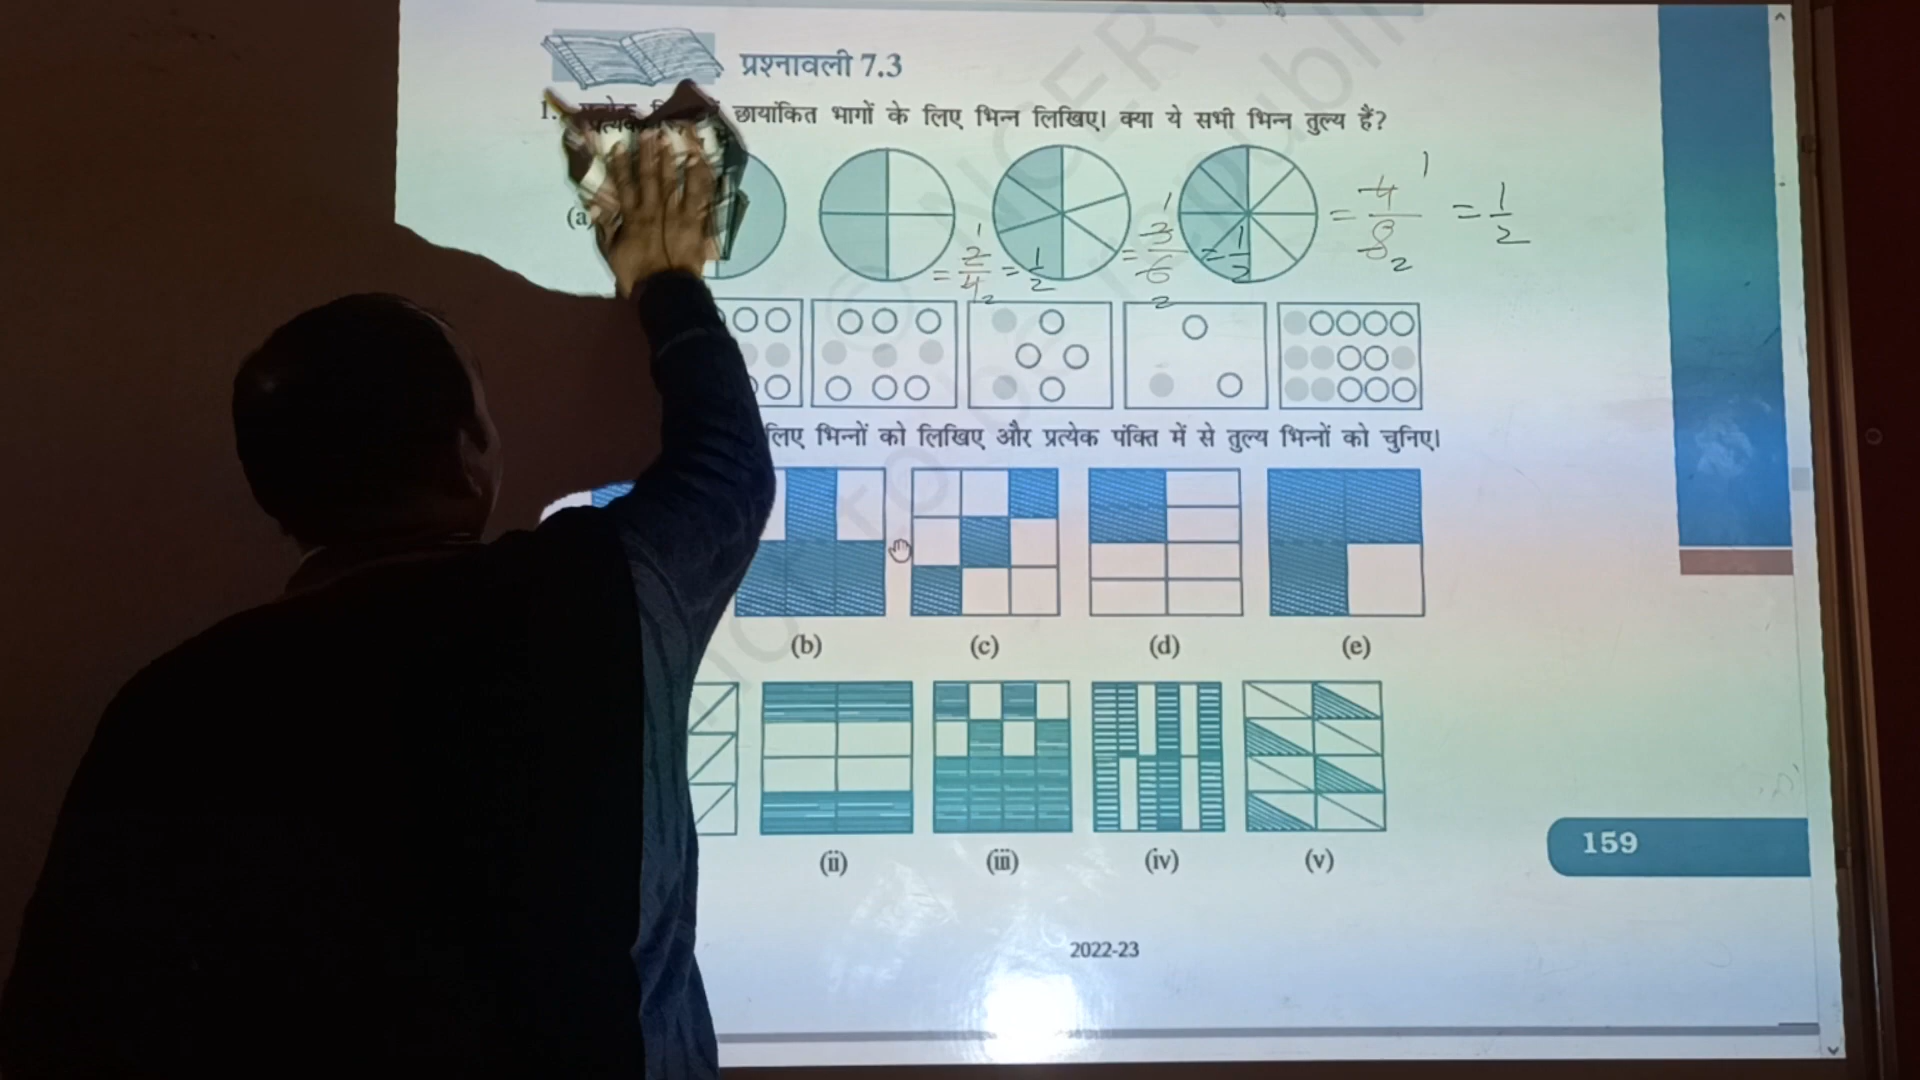 प्रश्नावली 7.3
1. छायांकित भागों के लिए भिन्न लिखिए। क्या ये सभी भिन्न तुल्य हैं?
(a)
= 2/4 = 1/2
= 3/6 = 1/2
= 4/8 = 1/2
लिए भिन्नों को लिखिए और प्रत्येक पंक्ति में से तुल्य भिन्नों को चुनिए।
(b) (c) (d) (e)
(ii) (iii) (iv) (v)
159
2022-23